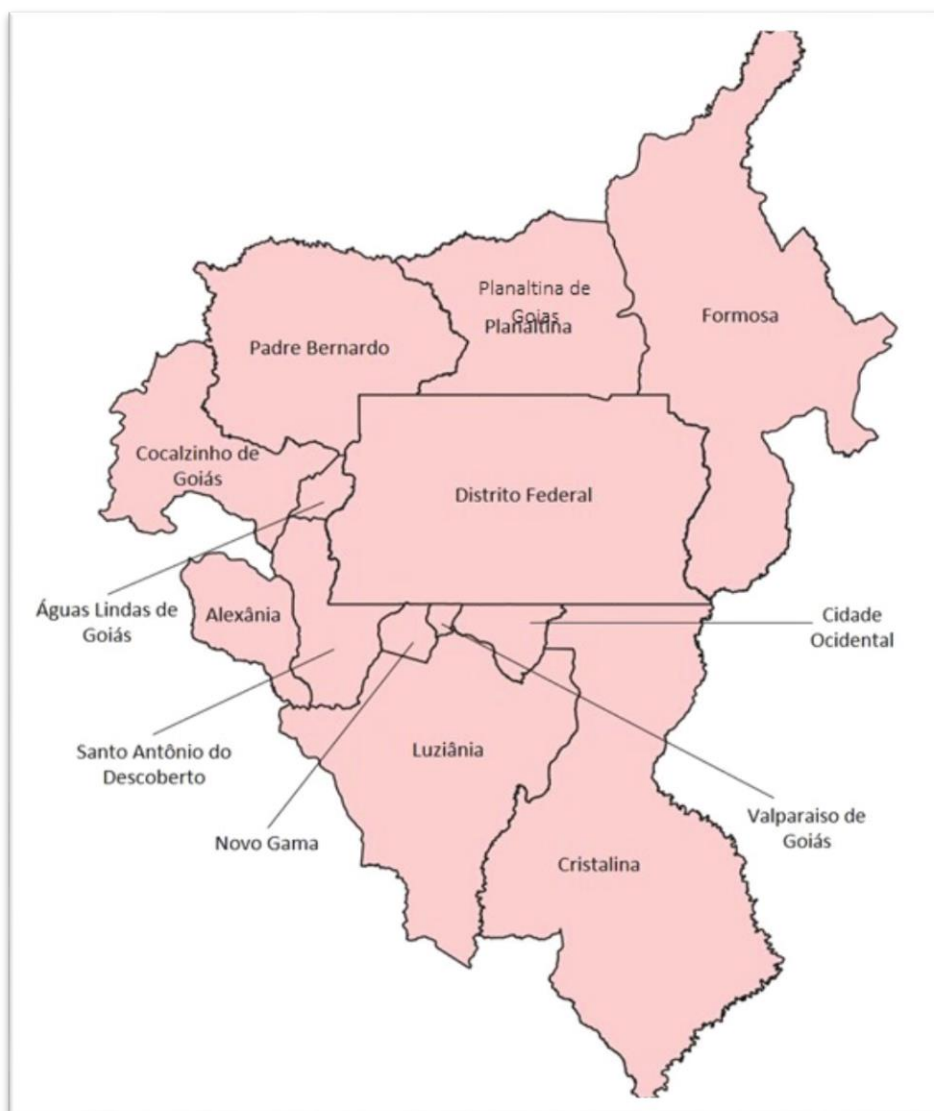 Planaltina de
Goias
Planaltina
Formosa
Padre Bernardo
Cocalzinho de
Goiás
Distrito Federal
Águas Lindas de
Goiás
Alexânia
Cidade
Ocidental
Santo Antônio do
Descoberto
Luziânia
Novo Gama
Valparaiso de
Goiás
Cristalina